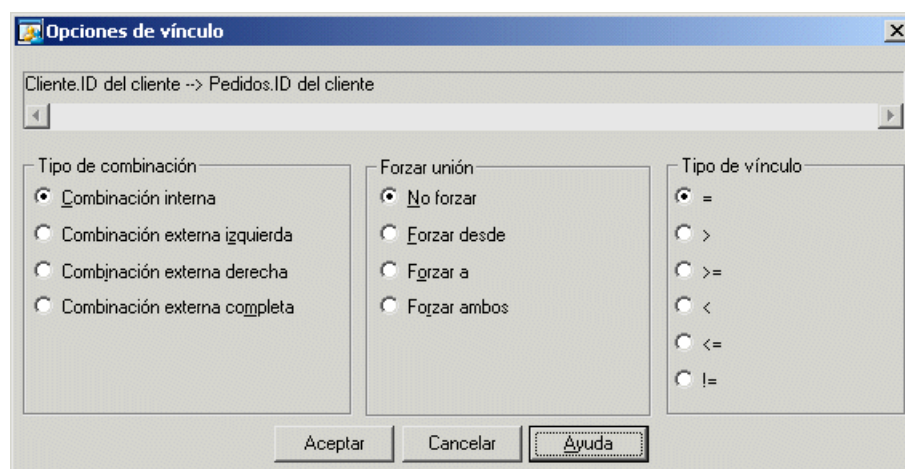 Opciones de vínculo
Cliente.ID del cliente --> Pedidos.ID del cliente
Tipo de combinación
Combinación interna
Combinación externa izquierda
Combinación externa derecha
Combinación externa completa
Forzar unión
No forzar
Forzar desde
Forzar a
Forzar ambos
Tipo de vínculo
=
>
>=
<
<=
!=
Aceptar
Cancelar
Ayuda